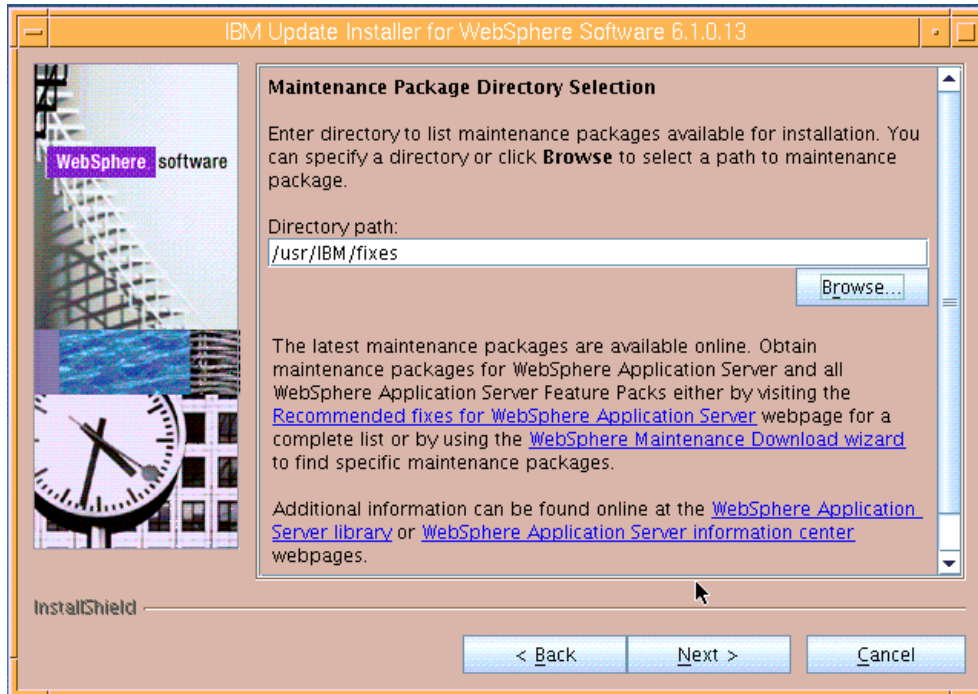 IBM Update Installer for WebSphere Software 6.1.0.13
WebSphere software
Maintenance Package Directory Selection
Enter directory to list maintenance packages available for installation. You
can specify a directory or click Browse to select a path to maintenance
package.
Directory path:
/usr/IBM/fixes
Browse...
The latest maintenance packages are available online. Obtain
maintenance packages for WebSphere Application Server and all
WebSphere Application Server Feature Packs either by visiting the
Recommended fixes for WebSphere Application Server webpage for a
complete list or by using the WebSphere Maintenance Download wizard
to find specific maintenance packages.
Additional information can be found online at the WebSphere Application
Server library or WebSphere Application Server information center
webpages.
InstallShield
< Back
Next >
Cancel